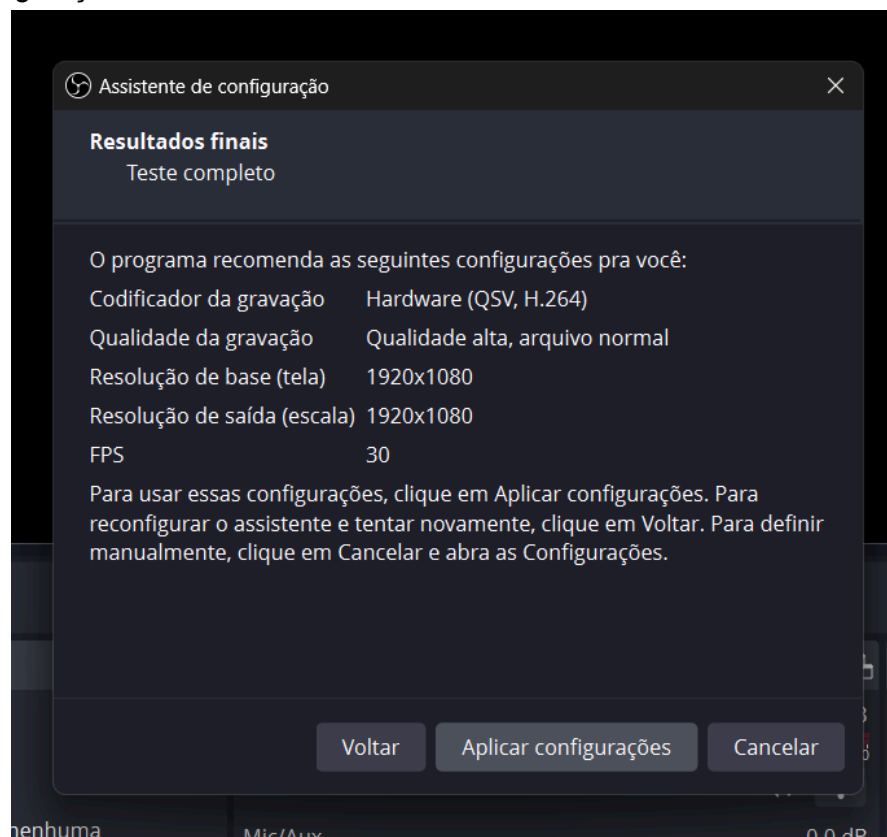 Assistente de configuração
Resultados finais
Teste completo
O programa recomenda as seguintes configurações pra você:
Codificador da gravação Hardware (QSV, H.264)
Qualidade da gravação Qualidade alta, arquivo normal
Resolução de base (tela) 1920x1080
Resolução de saída (escala) 1920x1080
FPS 30
Para usar essas configurações, clique em Aplicar configurações. Para
reconfigurar o assistente e tentar novamente, clique em Voltar. Para definir
manualmente, clique em Cancelar e abra as Configurações.
Voltar Aplicar configurações Cancelar
nenhuma Mic/Aux 0.0 dB